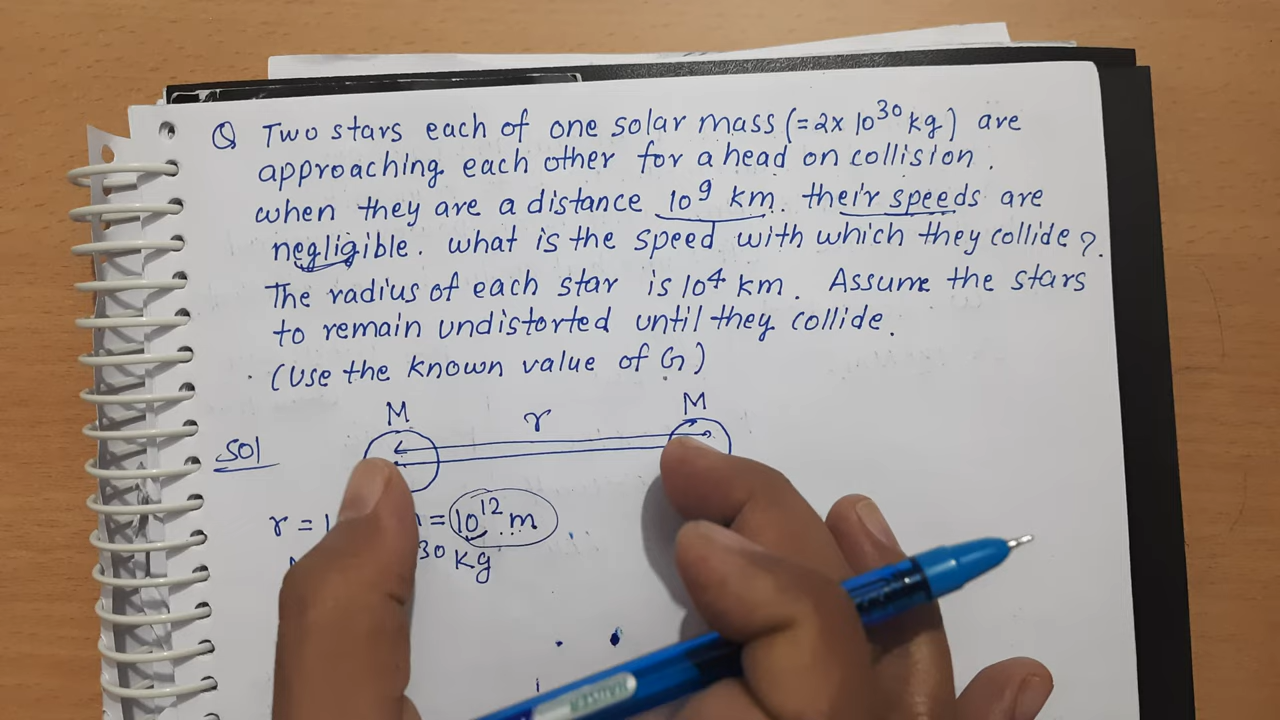 Q Two stars each of one solar mass (=2x 10^30 kg) are
approaching each other for a head on collision.
when they are a distance 10^9 km. their speeds are
negligible. what is the speed with which they collide?
The radius of each star is 10^4 km. Assume the stars
to remain undistorted until they collide.
(Use the known value of G)
M r M
Sol
r = 1 = 10^12 m
30 kg